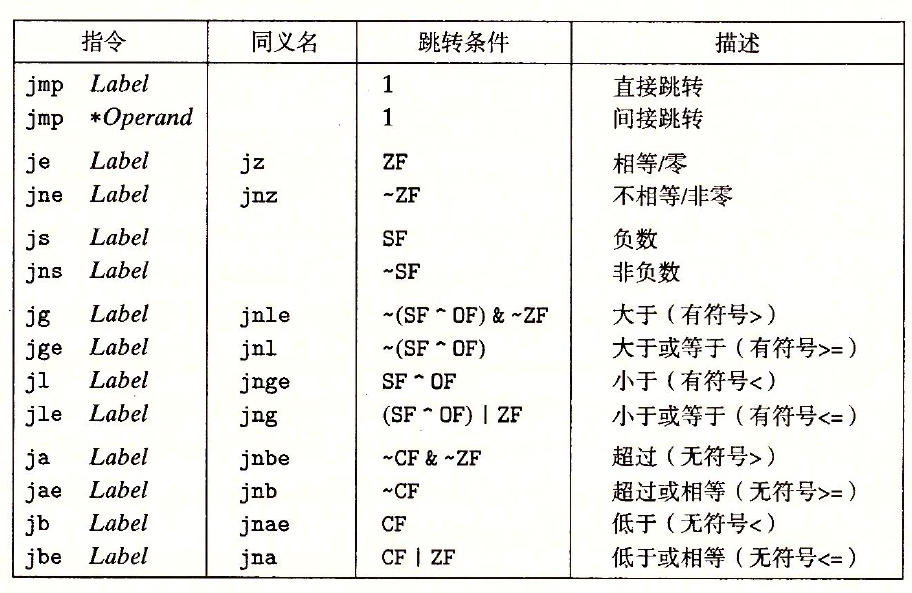 指令 同义名 跳转条件 描述
jmp Label 1 直接跳转
jmp *Operand 1 间接跳转
je Label jz ZF 相等/零
jne Label jnz ~ZF 不相等/非零
js Label SF 负数
jns Label ~SF 非负数
jg Label jnle ~(SF ^ OF) & ~ZF 大于（有符号>）
jge Label jnl ~(SF ^ OF) 大于或等于（有符号>=）
jl Label jnge SF ^ OF 小于（有符号<）
jle Label jng (SF ^ OF) | ZF 小于或等于（有符号<=）
ja Label jnbe ~CF & ~ZF 超过（无符号>）
jae Label jnb ~CF 超过或相等（无符号>=）
jb Label jnae CF 低于（无符号<）
jbe Label jna CF | ZF 低于或相等（无符号<=）